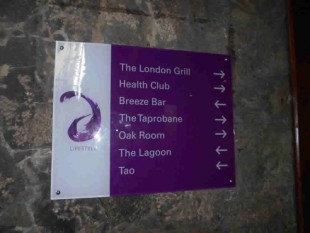 The London Grill →
Health Club →
Breeze Bar ←
The Taprobane →
Oak Room ←
The Lagoon ←
Tao ←